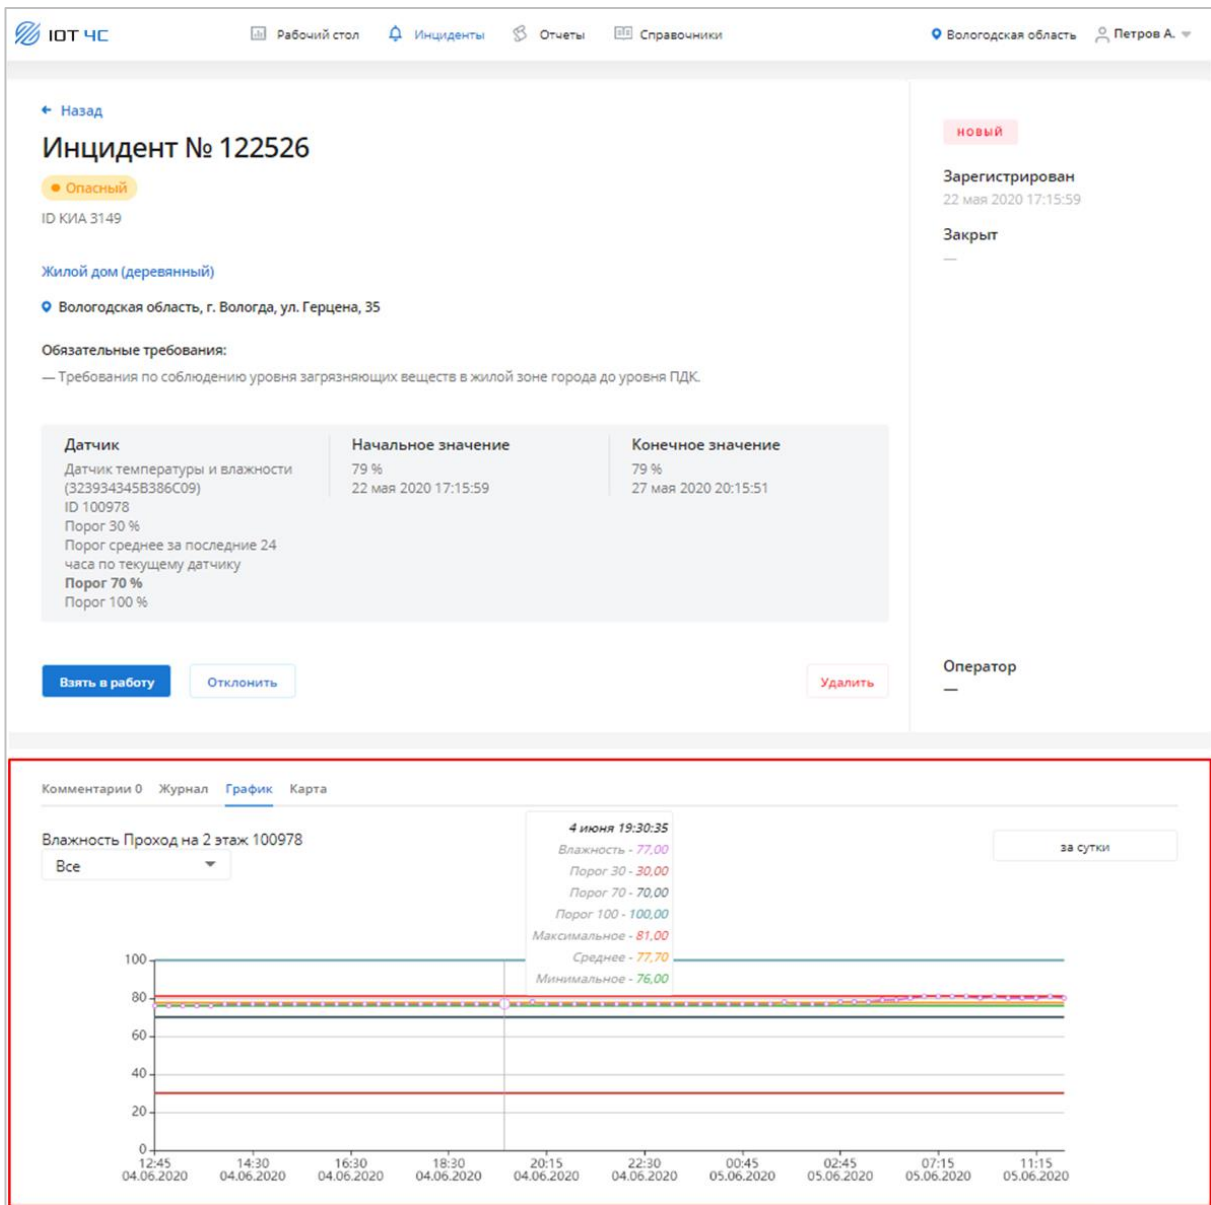 IOT ЧС
Рабочий стол
Инциденты
Отчеты
Справочники
Вологодская область
Петров А.
Назад
Инцидент № 122526
Опасный
ID КИА 3149
Жилой дом (деревянный)
Вологодская область, г. Вологда, ул. Герцена, 35
Обязательные требования:
— Требования по соблюдению уровня загрязняющих веществ в жилой зоне города до уровня ПДК.
Датчик
Датчик температуры и влажности
(323934345B386C09)
ID 100978
Порог 30 %
Порог среднее за последние 24
часа по текущему датчику
Порог 70 %
Порог 100 %
Начальное значение
79 %
22 мая 2020 17:15:59
Конечное значение
79 %
27 мая 2020 20:15:51
Взять в работу
Отклонить
Удалить
НОВЫЙ
Зарегистрирован
22 мая 2020 17:15:59
Закрыт
—
Оператор
—
Комментарии 0
Журнал
График
Карта
Влажность Проход на 2 этаж 100978
Все
за сутки
4 июня 19:30:35
Влажность - 77,00
Порог 30 - 30,00
Порог 70 - 70,00
Порог 100 - 100,00
Максимальное - 81,00
Среднее - 77,70
Минимальное - 76,00
100
80
60
40
20
0
12:45
04.06.2020
14:30
04.06.2020
16:30
04.06.2020
18:30
04.06.2020
20:15
04.06.2020
22:30
04.06.2020
00:45
05.06.2020
02:45
05.06.2020
07:15
05.06.2020
11:15
05.06.2020